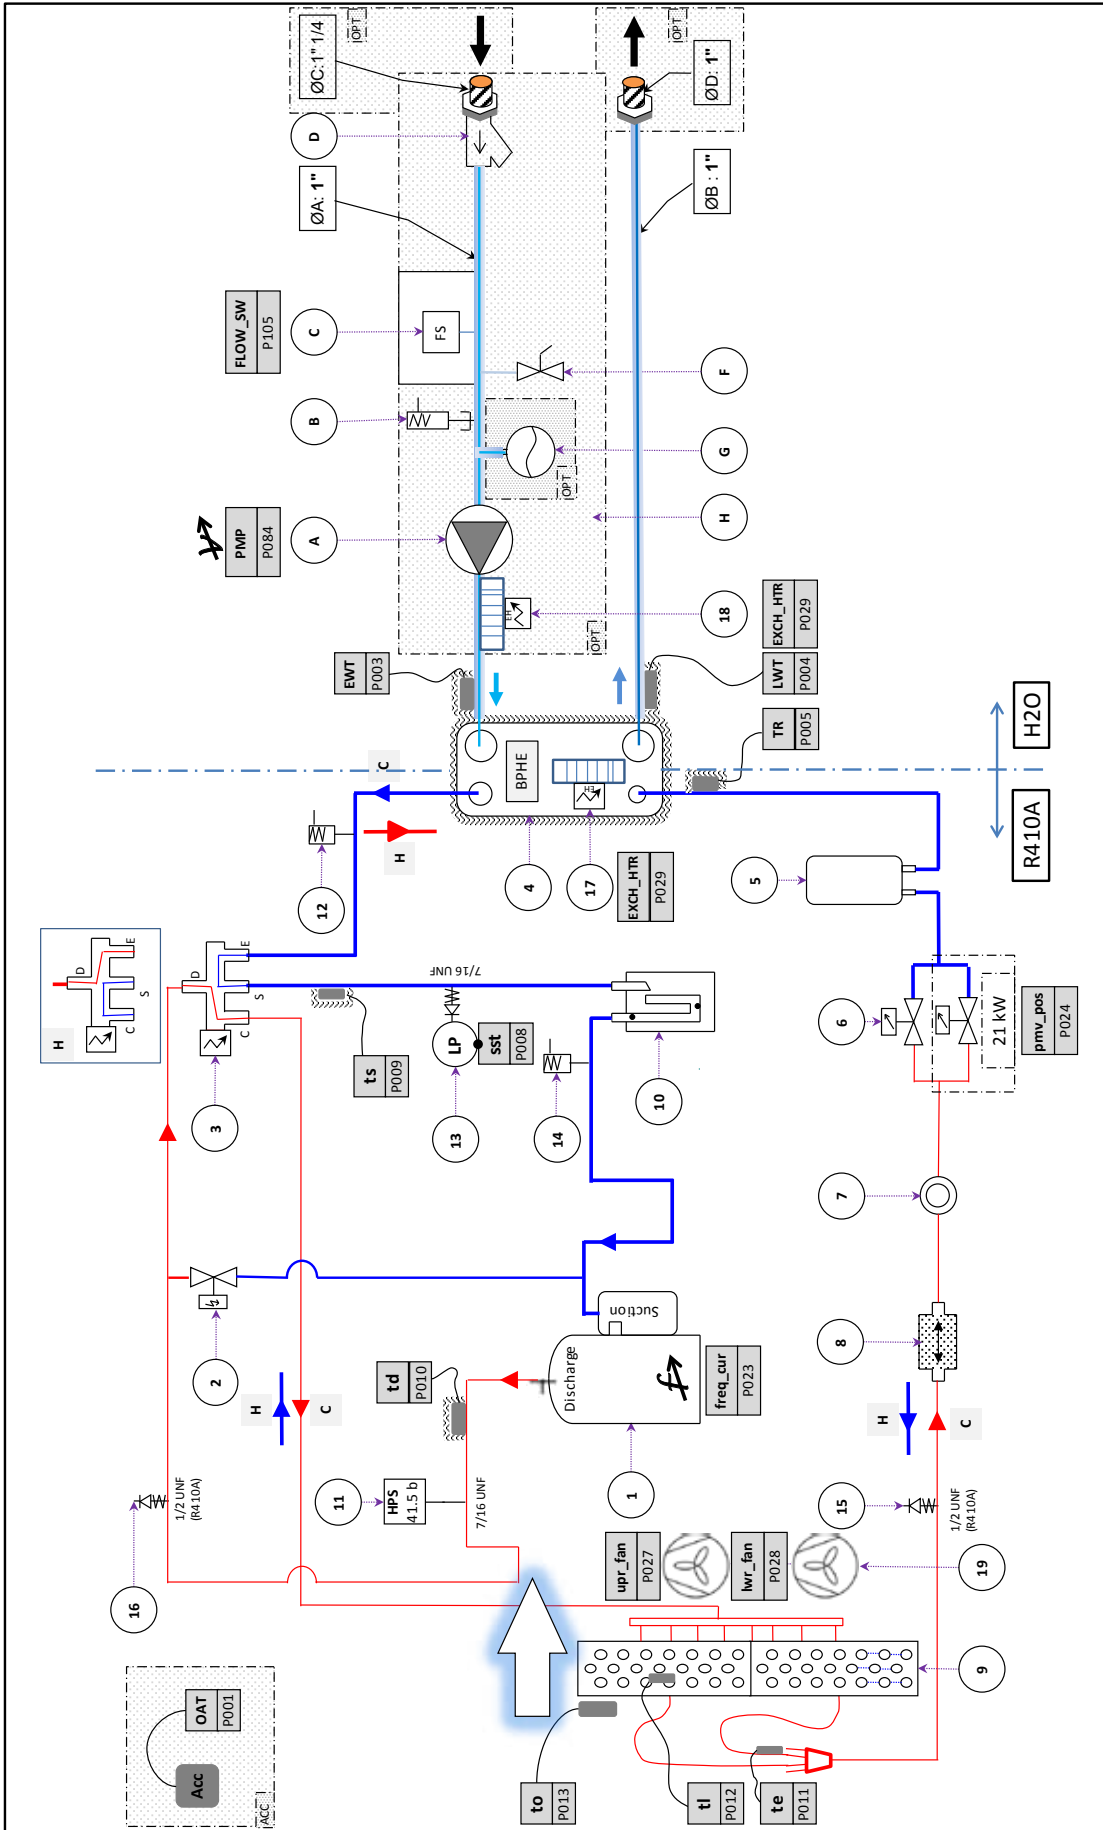 ØC:1" 1/4
OPT
D
ØA: 1"
FLOW_SW
P105
C
FS
B
PMP
P084
A
OPT
ØD: 1"
ØB : 1"
F
G
OPT
H
EH
18
OPT
EXCH_HTR
P029
LWT
P004
EWT
P003
TR
P005
H2O
R410A
C
H
12
BPHE
EH
4
17
EXCH_HTR
P029
5
H
D
E
S
C
D
E
S
C
3
7/16 UNF
LP
sst
P008
ts
P009
13
14
10
6
21 kW
pmv_pos
P024
7
8
2
H
C
td
P010
Discharge
Suction
freq_cur
P023
1
11
HPS
41.5 b
7/16 UNF
16
1/2 UNF
(R410A)
H
C
15
1/2 UNF
(R410A)
upr_fan
P027
lwr_fan
P028
19
9
OAT
P001
Acc
ACC
to
P013
tl
P012
te
P011